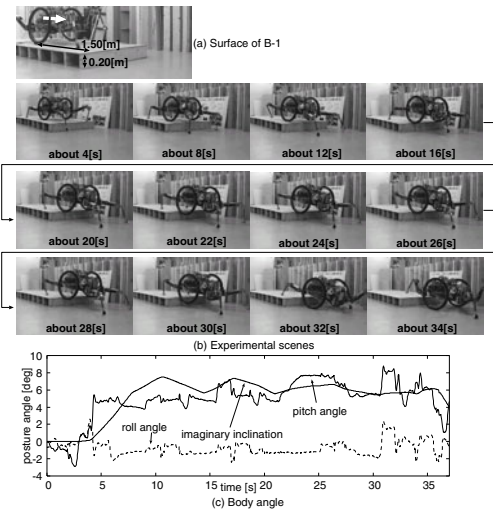 1.50[m]
0.20[m]
(a) Surface of B-1
about 4[s]
about 8[s]
about 12[s]
about 16[s]
about 20[s]
about 22[s]
about 24[s]
about 26[s]
about 28[s]
about 30[s]
about 32[s]
about 34[s]
(b) Experimental scenes
posture angle [deg]
10
8
6
4
2
0
-2
-4
pitch angle
roll angle
imaginary inclination
0
5
10
15
20
25
30
35
time [s]
(c) Body angle